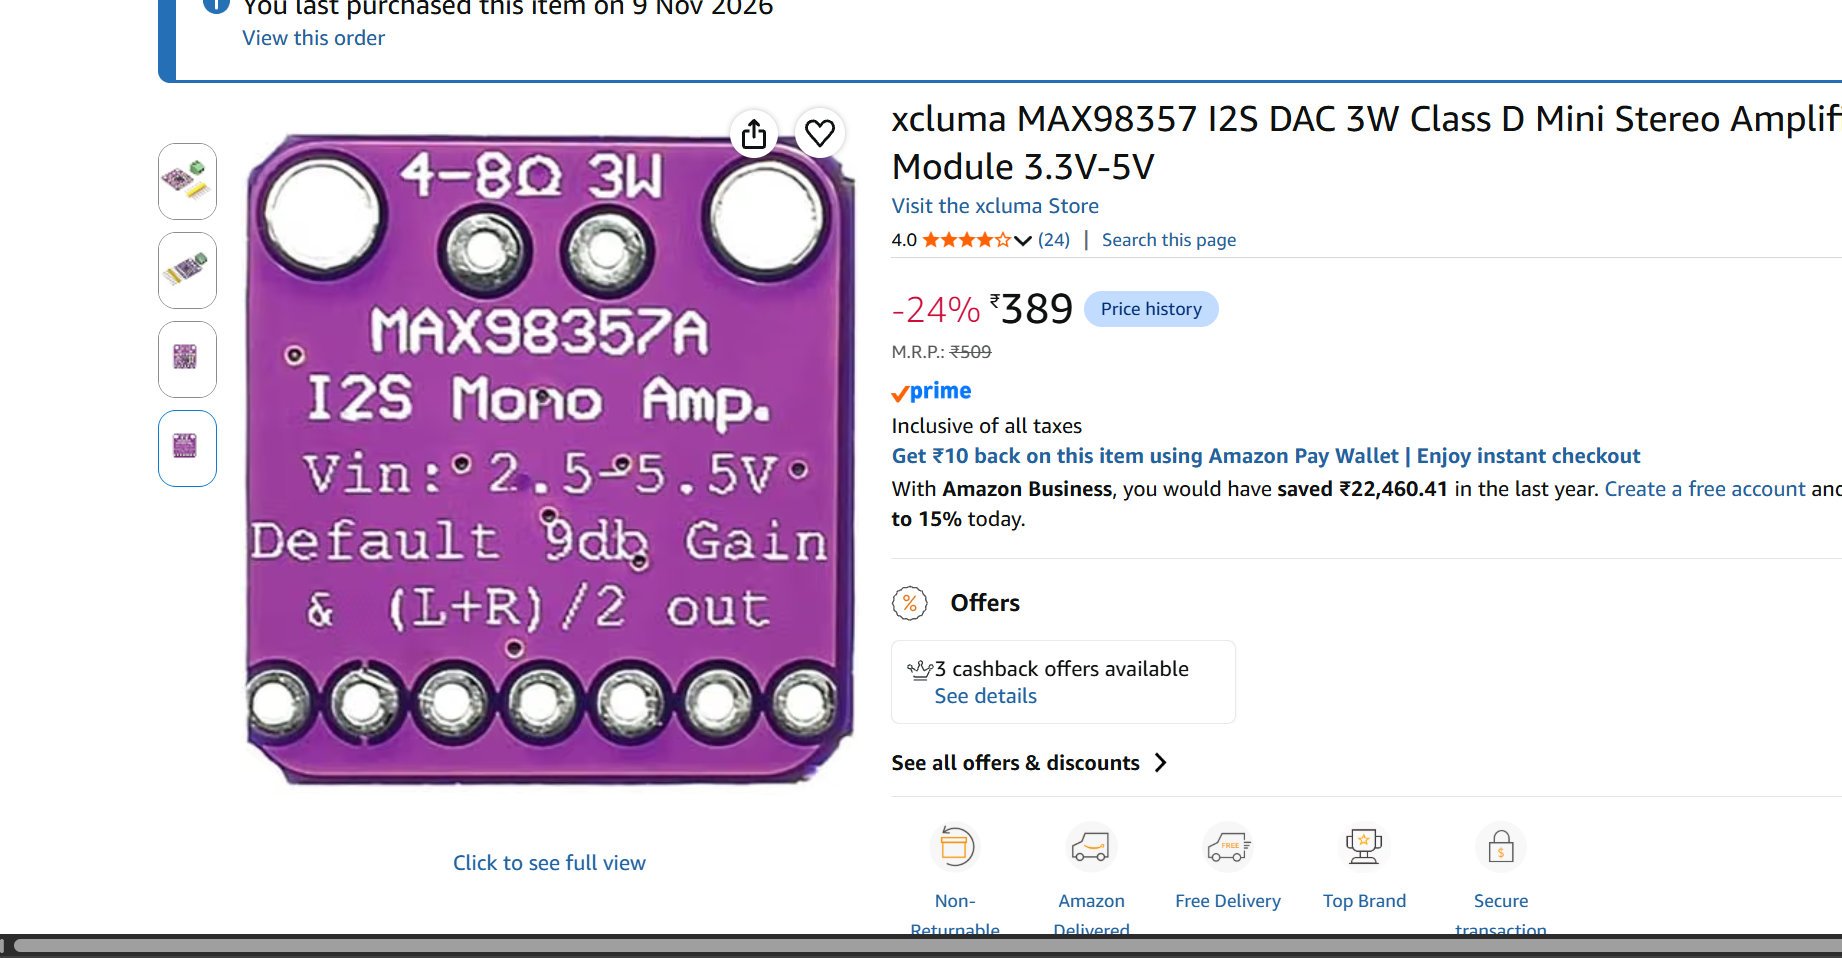 You last purchased this item on 9 Nov 2026
View this order
4-8Ω 3W
MAX98357A
I2S Mono Amp.
Vin: 2.5-5.5V
Default 9db Gain
& (L+R)/2 out
Click to see full view
xcluma MAX98357 I2S DAC 3W Class D Mini Stereo Amplif
Module 3.3V-5V
Visit the xcluma Store
4.0 (24) | Search this page
-24% ₹389 Price history
M.R.P.: ₹509
prime
Inclusive of all taxes
Get ₹10 back on this item using Amazon Pay Wallet | Enjoy instant checkout
With Amazon Business, you would have saved ₹22,460.41 in the last year. Create a free account and
to 15% today.
% Offers
3 cashback offers available
See details
See all offers & discounts
FREE
$
Non-
Returnable
Amazon
Delivered
Free Delivery
Top Brand
Secure
transaction